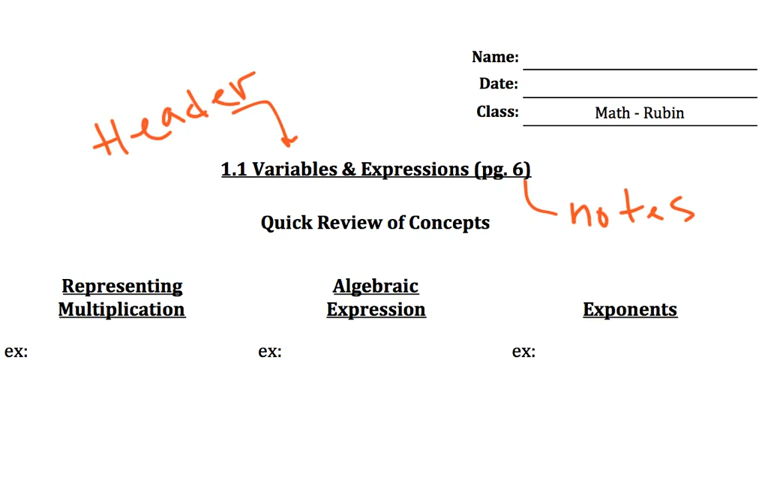 Name:
Date:
Class: Math - Rubin
Header
1.1 Variables & Expressions (pg. 6)
notes
Quick Review of Concepts
Representing Multiplication
Algebraic Expression
Exponents
ex:
ex:
ex: